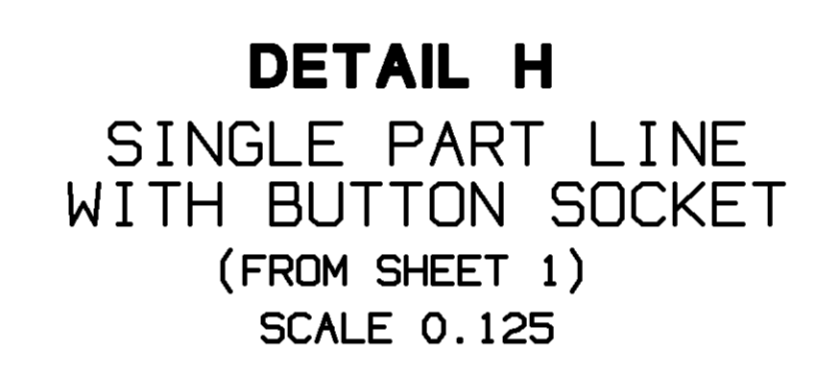 DETAIL H
SINGLE PART LINE
WITH BUTTON SOCKET
(FROM SHEET 1)
SCALE 0.125